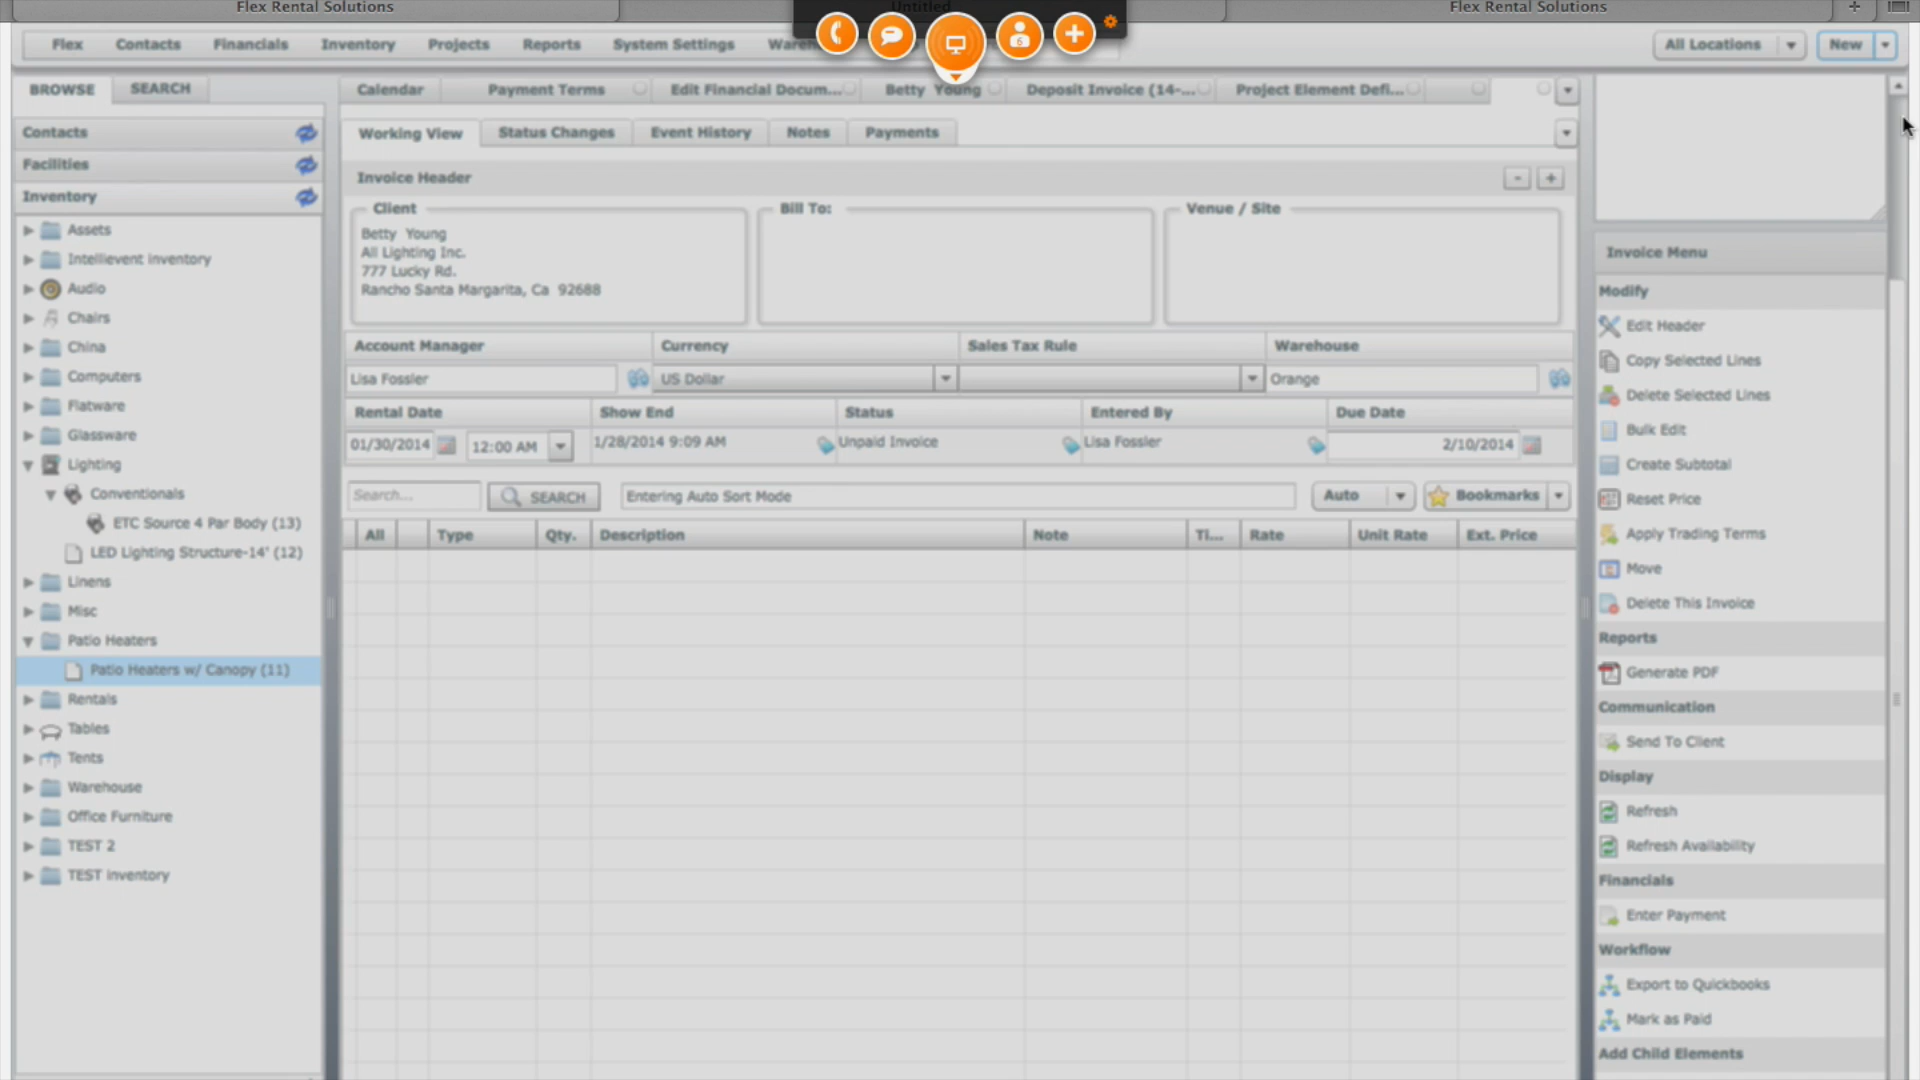 Flex Rental Solutions
Untitled
Flex Rental Solutions
Flex
Contacts
Financials
Inventory
Projects
Reports
System Settings
All Locations
New
6
BROWSE
SEARCH
Calendar
Payment Terms
Edit Financial Docum...
Betty Young
Deposit Invoice (14-...
Project Element Defi...
Contacts
Facilities
Inventory
Assets
Intellievent Inventory
Audio
Chairs
China
Computers
Flatware
Glassware
Lighting
Conventionals
ETC Source 4 Par Body (13)
LED Lighting Structure-14' (12)
Linens
Misc
Patio Heaters
Patio Heaters w/ Canopy (11)
Rentals
Tables
Tents
Warehouse
Office Furniture
TEST 2
TEST inventory
Working View
Status Changes
Event History
Notes
Payments
Invoice Header
- +
Client
Betty Young
All Lighting Inc.
777 Lucky Rd.
Rancho Santa Margarita, Ca 92688
Bill To:
Venue / Site
Account Manager
Currency
Sales Tax Rule
Warehouse
Lisa Fossler
US Dollar
Orange
Rental Date
Show End
Status
Entered By
Due Date
01/30/2014
12:00 AM
1/28/2014 9:09 AM
Unpaid Invoice
Lisa Fossler
2/10/2014
Search...
SEARCH
Entering Auto Sort Mode
Auto
Bookmarks
All
Type
Qty.
Description
Note
Ti...
Rate
Unit Rate
Ext. Price
Invoice Menu
Modify
Edit Header
Copy Selected Lines
Delete Selected Lines
Bulk Edit
Create Subtotal
Reset Price
Apply Trading Terms
Move
Delete This Invoice
Reports
Generate PDF
Communication
Send To Client
Display
Refresh
Refresh Availability
Financials
Enter Payment
Workflow
Export to Quickbooks
Mark as Paid
Add Child Elements